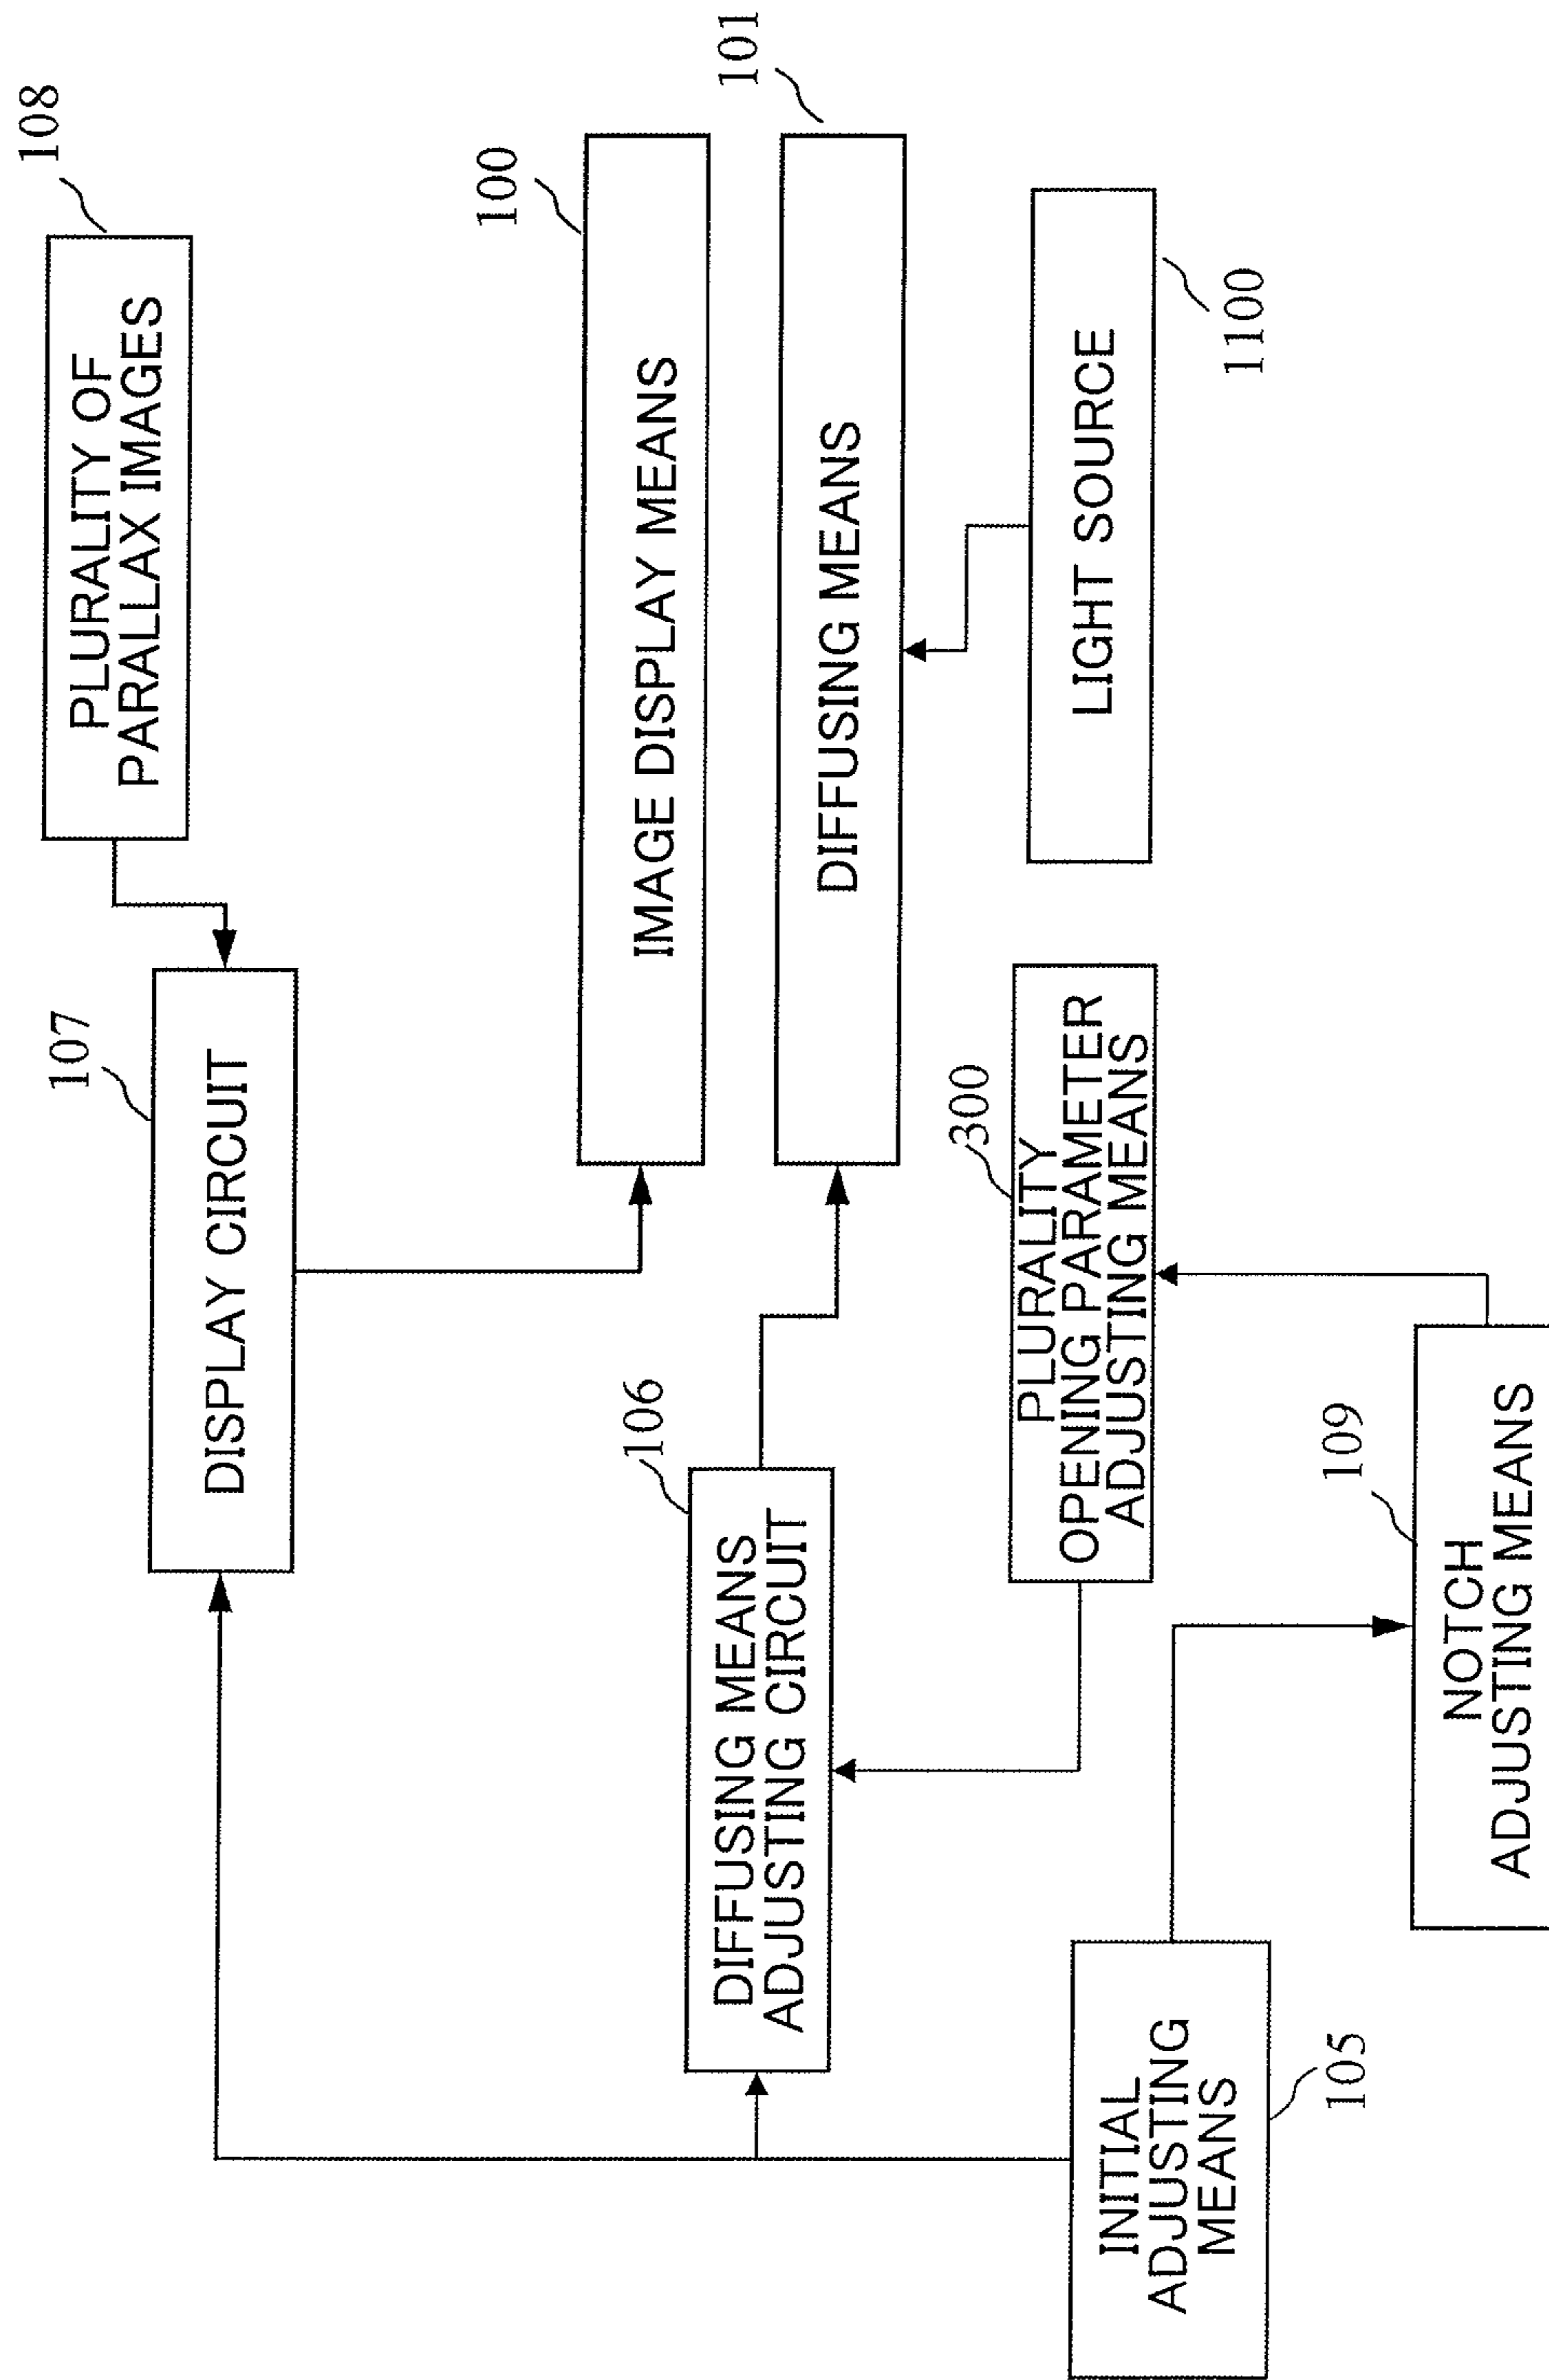 108
PLURALITY OF
PARALLAX IMAGES
107
DISPLAY CIRCUIT
100
IMAGE DISPLAY MEANS
101
DIFFUSING MEANS
106
DIFFUSING MEANS
ADJUSTING CIRCUIT
300
PLURALITY
OPENING PARAMETER
ADJUSTING MEANS
LIGHT SOURCE
1100
INITIAL
ADJUSTING
MEANS
105
109
NOTCH
ADJUSTING MEANS